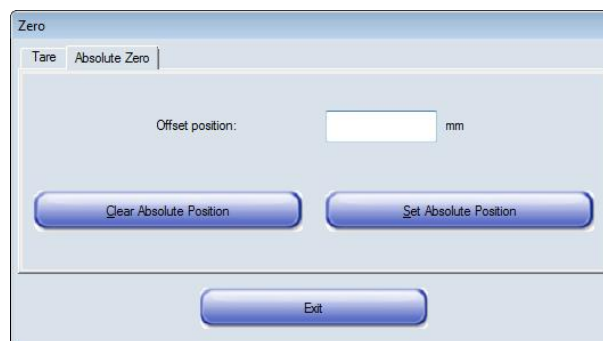 Zero
Tare Absolute Zero
Offset position: mm
Clear Absolute Position Set Absolute Position
Exit